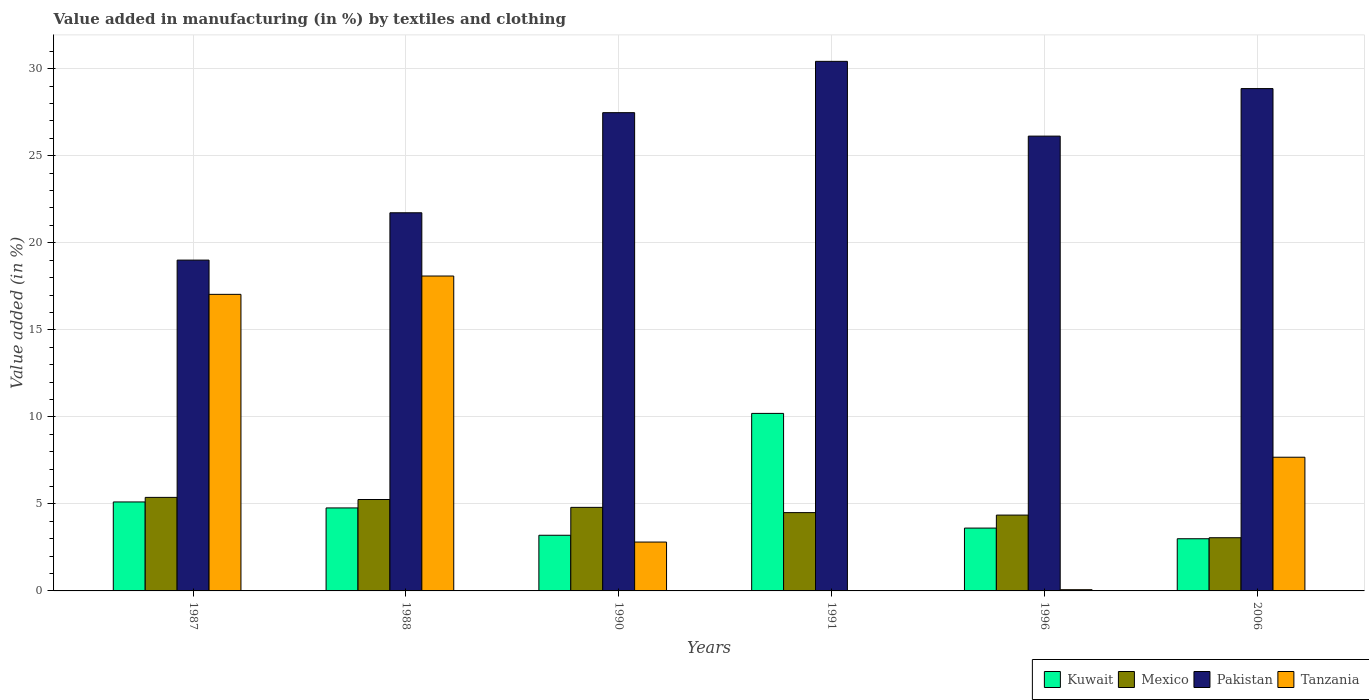 Value added in manufacturing (in %) by textiles and clothing
Value added (in %)
30
25
20
15
10
5
0
1987
1988
1990
1991
1996
2006
Years
Kuwait
Mexico
Pakistan
Tanzania